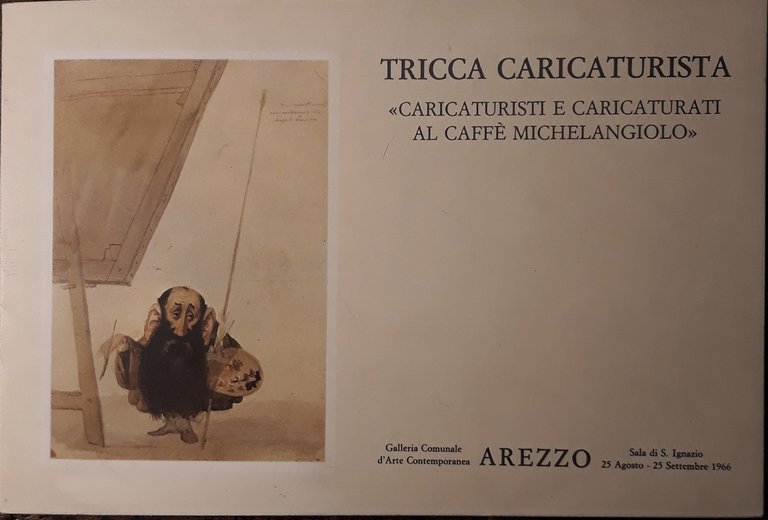 TRICCA CARICATURISTA
«CARICATURISTI E CARICATURATI
AL CAFFÈ MICHELANGIOLO»
Galleria Comunale
d'Arte Contemporanea
AREZZO
Sala di S. Ignazio
25 Agosto - 25 Settembre 1966